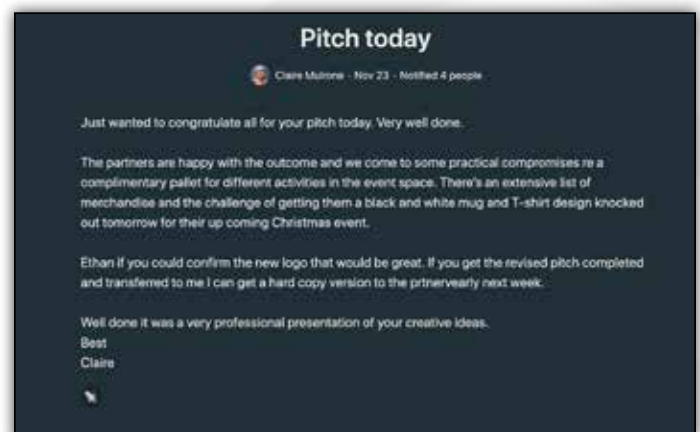 Pitch today
Claire Mulrone - Nov 23 - Notified 4 people
Just wanted to congratulate all for your pitch today. Very well done.
The partners are happy with the outcome and we come to some practical compromises re a
complimentary pallet for different activities in the event space. There's an extensive list of
merchandise and the challenge of getting them a black and white mug and T-shirt design knocked
out tomorrow for their up coming Christmas event.
Ethan if you could confirm the new logo that would be great. If you get the revised pitch completed
and transferred to me I can get a hard copy version to the prtnervearly next week.
Well done it was a very professional presentation of your creative ideas.
Best
Claire